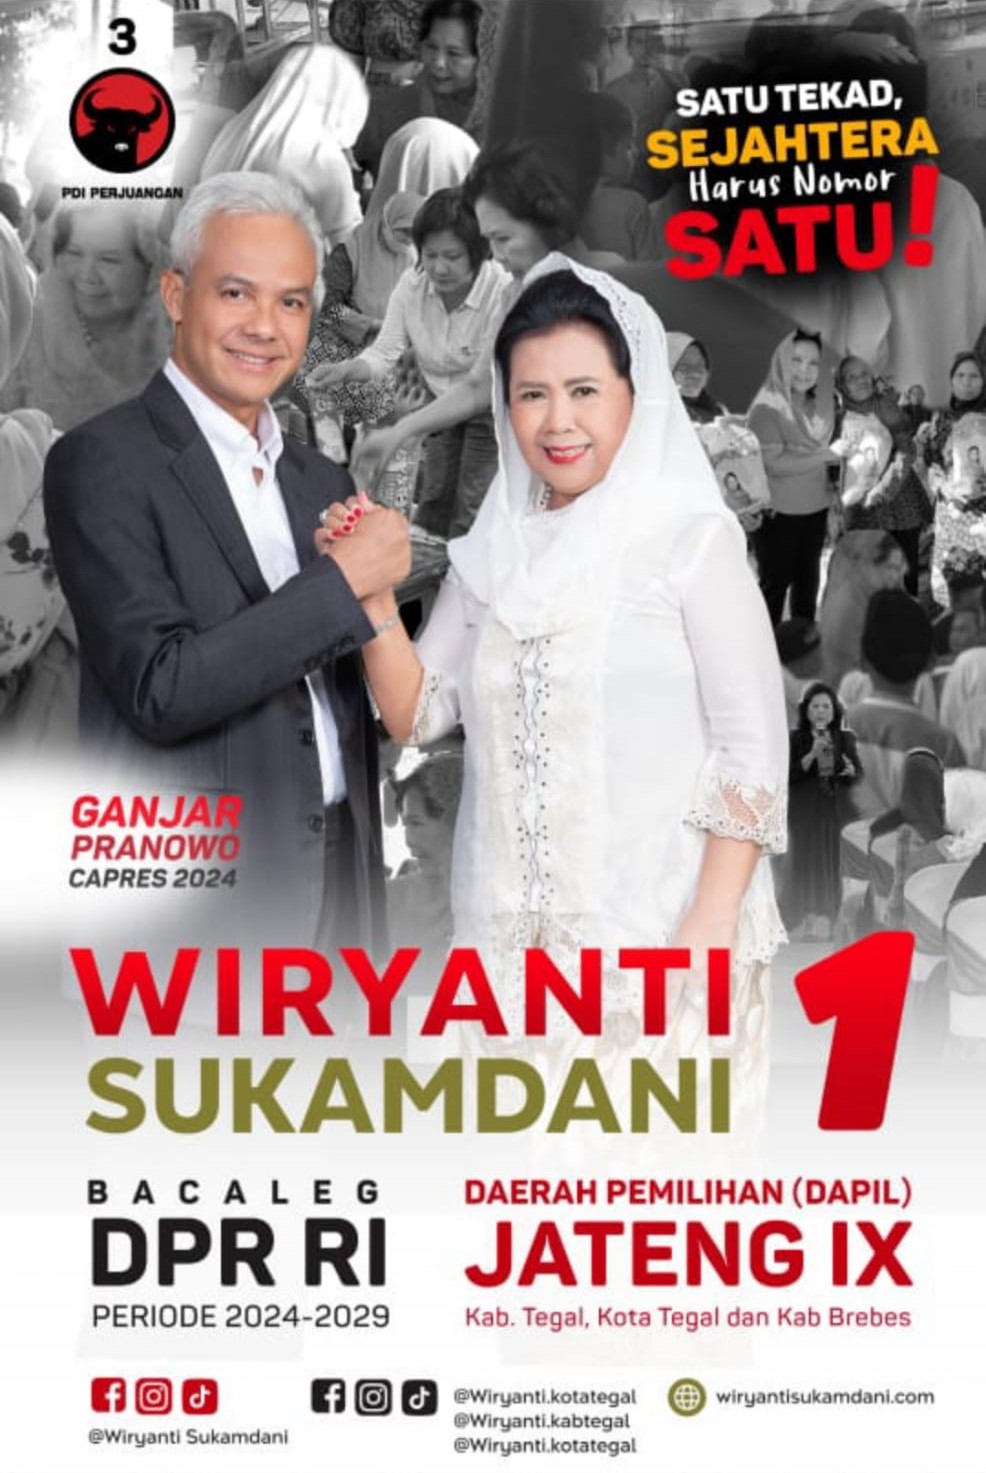 3
PDI PERJUANGAN
SATU TEKAD,
SEJAHTERA
Harus Nomor
SATU!
GANJAR
PRANOWO
CAPRES 2024
WIRYANTI
SUKAMDANI
1
BACALEG
DPR RI
PERIODE 2024-2029
DAERAH PEMILIHAN (DAPIL)
JATENG IX
Kab. Tegal, Kota Tegal dan Kab Brebes
@Wiryanti Sukamdani
@Wiryanti.kotategal
@Wiryanti.kabtegal
@Wiryanti.kotategal
wiryantisukamdani.com